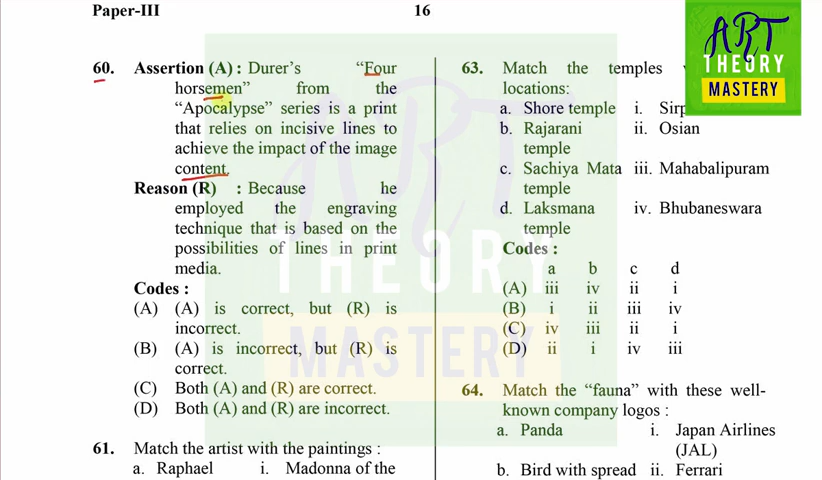 Paper-III
16
60. Assertion (A) : Durer's "Four
horsemen" from the
"Apocalypse" series is a print
that relies on incisive lines to
achieve the impact of the image
content.
Reason (R) : Because he
employed the engraving
technique that is based on the
possibilities of lines in print
media.
Codes :
(A) (A) is correct, but (R) is
incorrect.
(B) (A) is incorrect, but (R) is
correct.
(C) Both (A) and (R) are correct.
(D) Both (A) and (R) are incorrect.
61. Match the artist with the paintings :
a. Raphael i. Madonna of the
63. Match the temples
locations:
a. Shore temple i.
b. Rajarani ii. Osian
temple
c. Sachiya Mata iii. Mahabalipuram
temple
d. Laksmana iv. Bhubaneswara
temple
Codes :
a b c d
(A) iii iv ii i
(B) i ii iii iv
(C) iv iii ii i
(D) ii i iv iii
64. Match the "fauna" with these well-
known company logos :
a. Panda i. Japan Airlines
(JAL)
b. Bird with spread ii. Ferrari
ART
THEORY
MASTERY
ART
THEORY
MASTERY